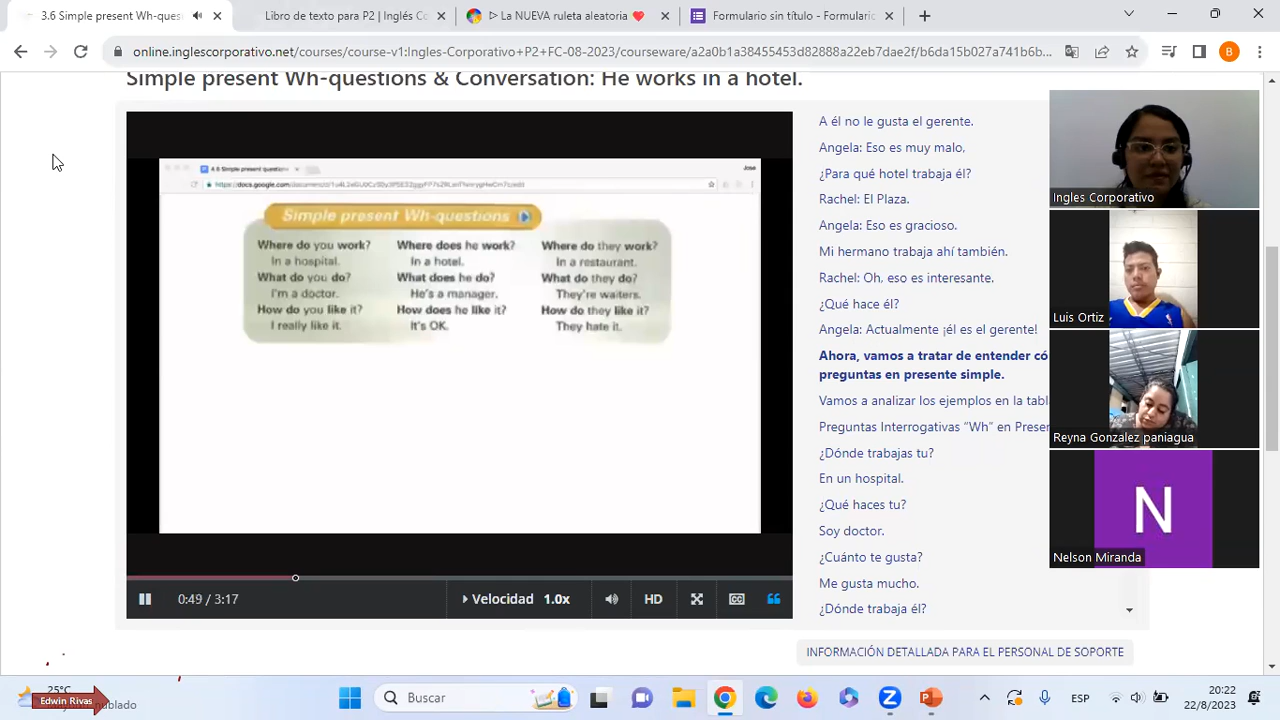 3.6 Simple present Wh-ques
Libro de texto para P2 | Inglés C
▷ La NUEVA ruleta aleatoria
Formulario sin título - Formulario
online.inglescorporativo.net/courses/course-v1:Ingles-Corporativo+P2+FC-08-2023/courseware/a2a0b1a38455453d82888a22eb7dae2f/b6da15b027a741b6b...
B
Simple present Wh-questions & Conversation: He works in a hotel.
Jose
Simple present Wh-questions
Where do you work? Where does he work? Where do they work?
In a hospital. In a hotel. In a restaurant.
What do you do? What does he do? What do they do?
I'm a doctor. He's a manager. They're waiters.
How do you like it? How does he like it? How do they like it?
I really like it. It's OK. They hate it.
0:49 / 3:17
Velocidad 1.0x
HD
A él no le gusta el gerente.
Angela: Eso es muy malo,
¿Para qué hotel trabaja él?
Rachel: El Plaza.
Angela: Eso es gracioso.
Mi hermano trabaja ahí también.
Rachel: Oh, eso es interesante.
¿Qué hace él?
Angela: Actualmente ¡él es el gerente!
Ahora, vamos a tratar de entender có
preguntas en presente simple.
Vamos a analizar los ejemplos en la tabl
Preguntas Interrogativas "Wh" en Preser
¿Dónde trabajas tu?
En un hospital.
¿Qué haces tu?
Soy doctor.
¿Cuánto te gusta?
Me gusta mucho.
¿Dónde trabaja él?
INFORMACIÓN DETALLADA PARA EL PERSONAL DE SOPORTE
Ingles Corporativo
Luis Ortiz
Reyna Gonzalez paniagua
N
Nelson Miranda
25°C
Edwin Rivas
Buscar
ESP
20:22
22/8/2023